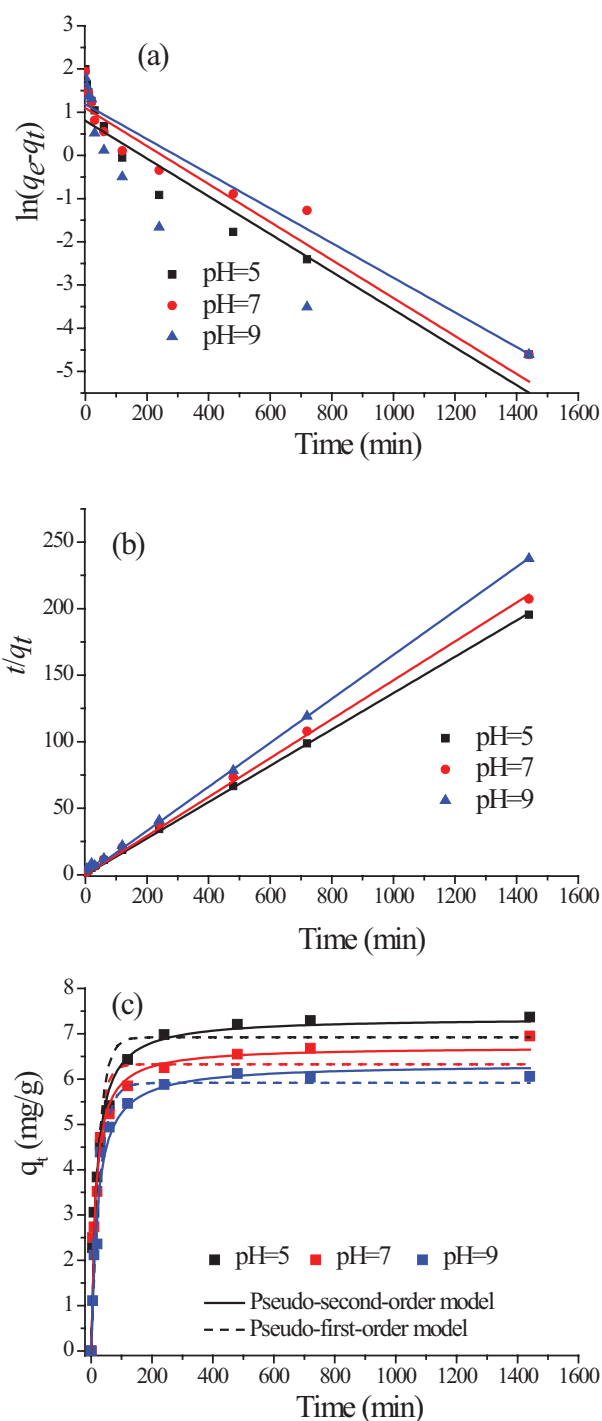 (a)
3
2
1
0
-1
-2
-3
-4
-5
ln(qe-qt)
pH=5
pH=7
pH=9
0 200 400 600 800 1000 1200 1400 1600
Time (min)
(b)
250
200
150
100
50
0
t/qt
pH=5
pH=7
pH=9
0 200 400 600 800 1000 1200 1400 1600
Time (min)
(c)
8
7
6
5
4
3
2
1
0
qt (mg/g)
pH=5 pH=7 pH=9
Pseudo-second-order model
Pseudo-first-order model
0 200 400 600 800 1000 1200 1400 1600
Time (min)